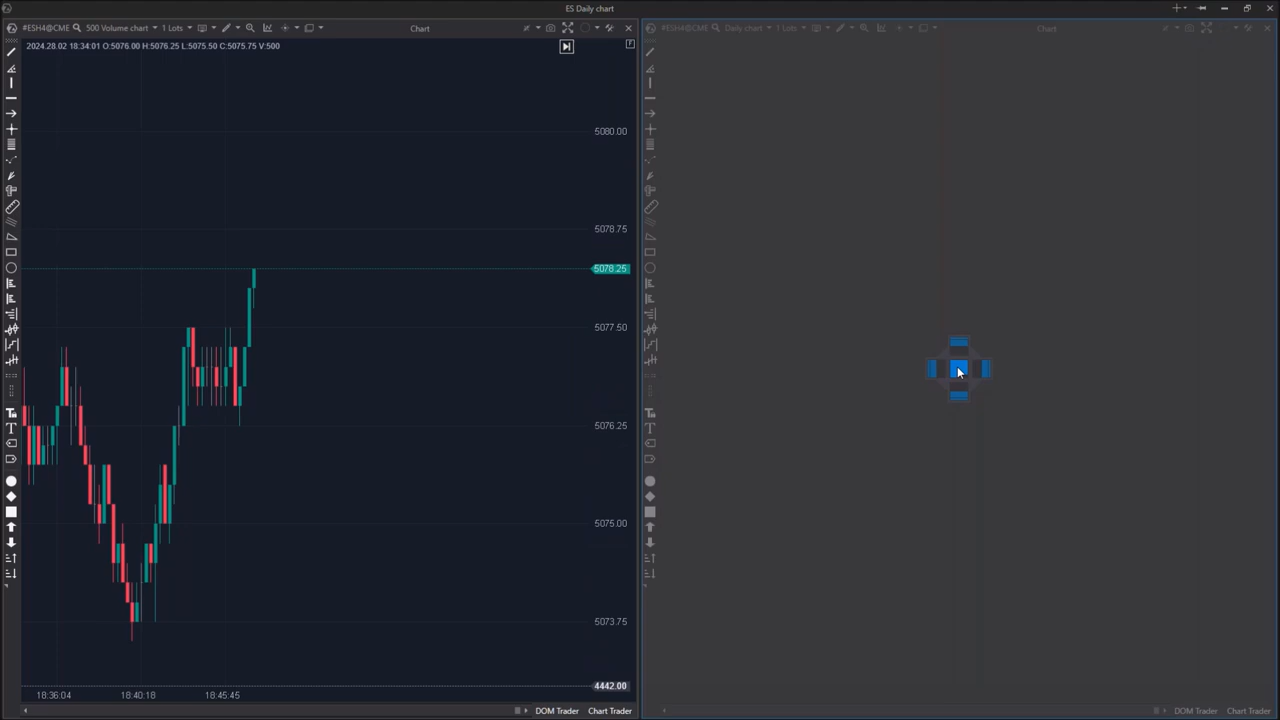 ES Daily chart
#ESH4@CME 500 Volume chart 1 Lots Chart
#ESH4@CME Daily chart 1 Lots Chart
2024.28.02 18:34:01 O:5076.00 H:5076.25 L:5075.50 C:5075.75 V:500
F
5080.00
5078.75
5078.25
5077.50
5076.25
5075.00
5073.75
4442.00
18:36:04 18:40:18 18:45:45
DOM Trader Chart Trader
DOM Trader Chart Trader